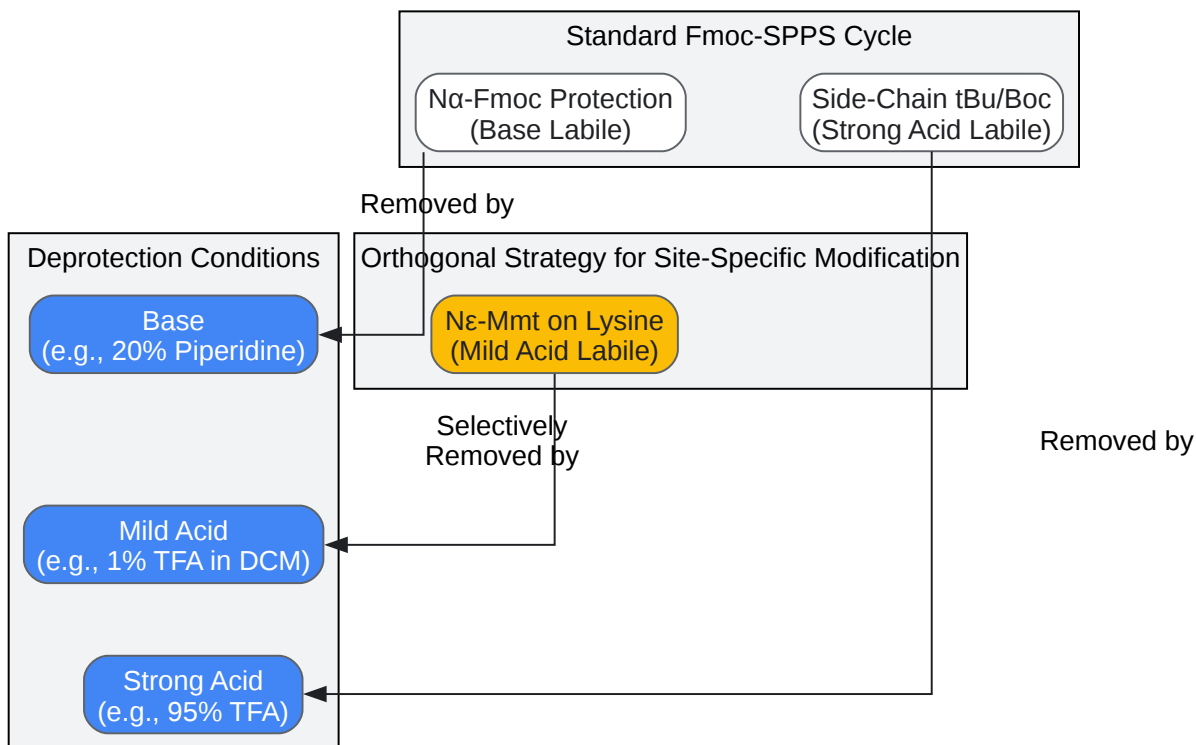 Standard Fmoc-SPPS Cycle
Nα-Fmoc Protection
(Base Labile)
Side-Chain tBu/Boc
(Strong Acid Labile)
Removed by
Deprotection Conditions
Orthogonal Strategy for Site-Specific Modification
Base
(e.g., 20% Piperidine)
Nε-Mmt on Lysine
(Mild Acid Labile)
Selectively
Removed by
Removed by
Mild Acid
(e.g., 1% TFA in DCM)
Strong Acid
(e.g., 95% TFA)